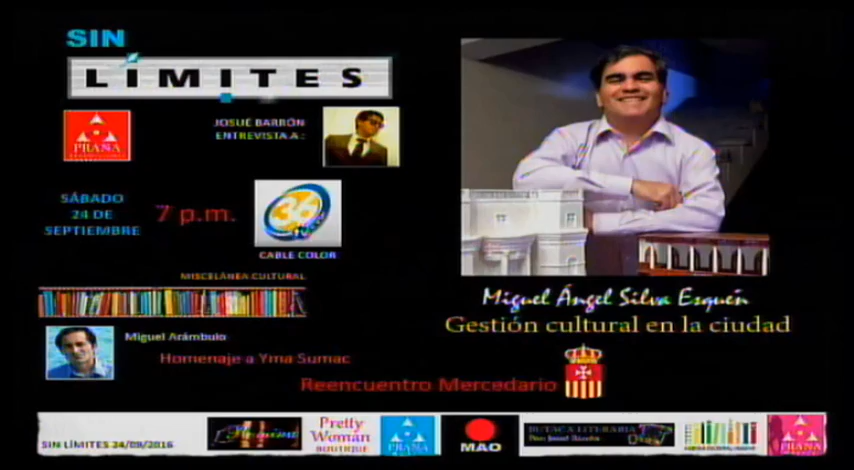 SIN
LÍMITES
PRANA
JOSUÉ BARRÓN
ENTREVISTA A.:
SÁBADO
24 DE
SEPTIEMBRE
7 p.m.
36
CABLE COLOR
MISCELÁNEA CULTURAL
Miguel Arámbulo
Homenaje a Yma Sumac
Miguel Ángel Silva Esquén
Gestión cultural en la ciudad
Reencuentro Mercedario
SIN LÍMITES 24/09/2016
Pretty
Woman
BOUTIQUE
PRANA
MAO
BUTACA LITERARIA
PRANA